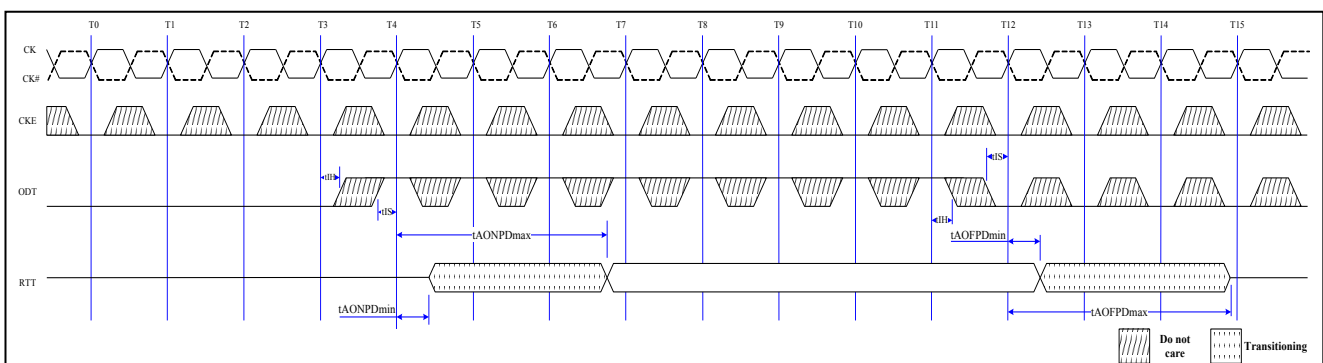 T0 T1 T2 T3 T4 T5 T6 T7 T8 T9 T10 T11 T12 T13 T14 T15
CK
CK#
CKE
tIS
ODT
tIH
tIS
tIH
tAONPDmax
tAOFPDmin
RTT
tAONPDmin
tAOFPDmax
Do not
care
Transitioning